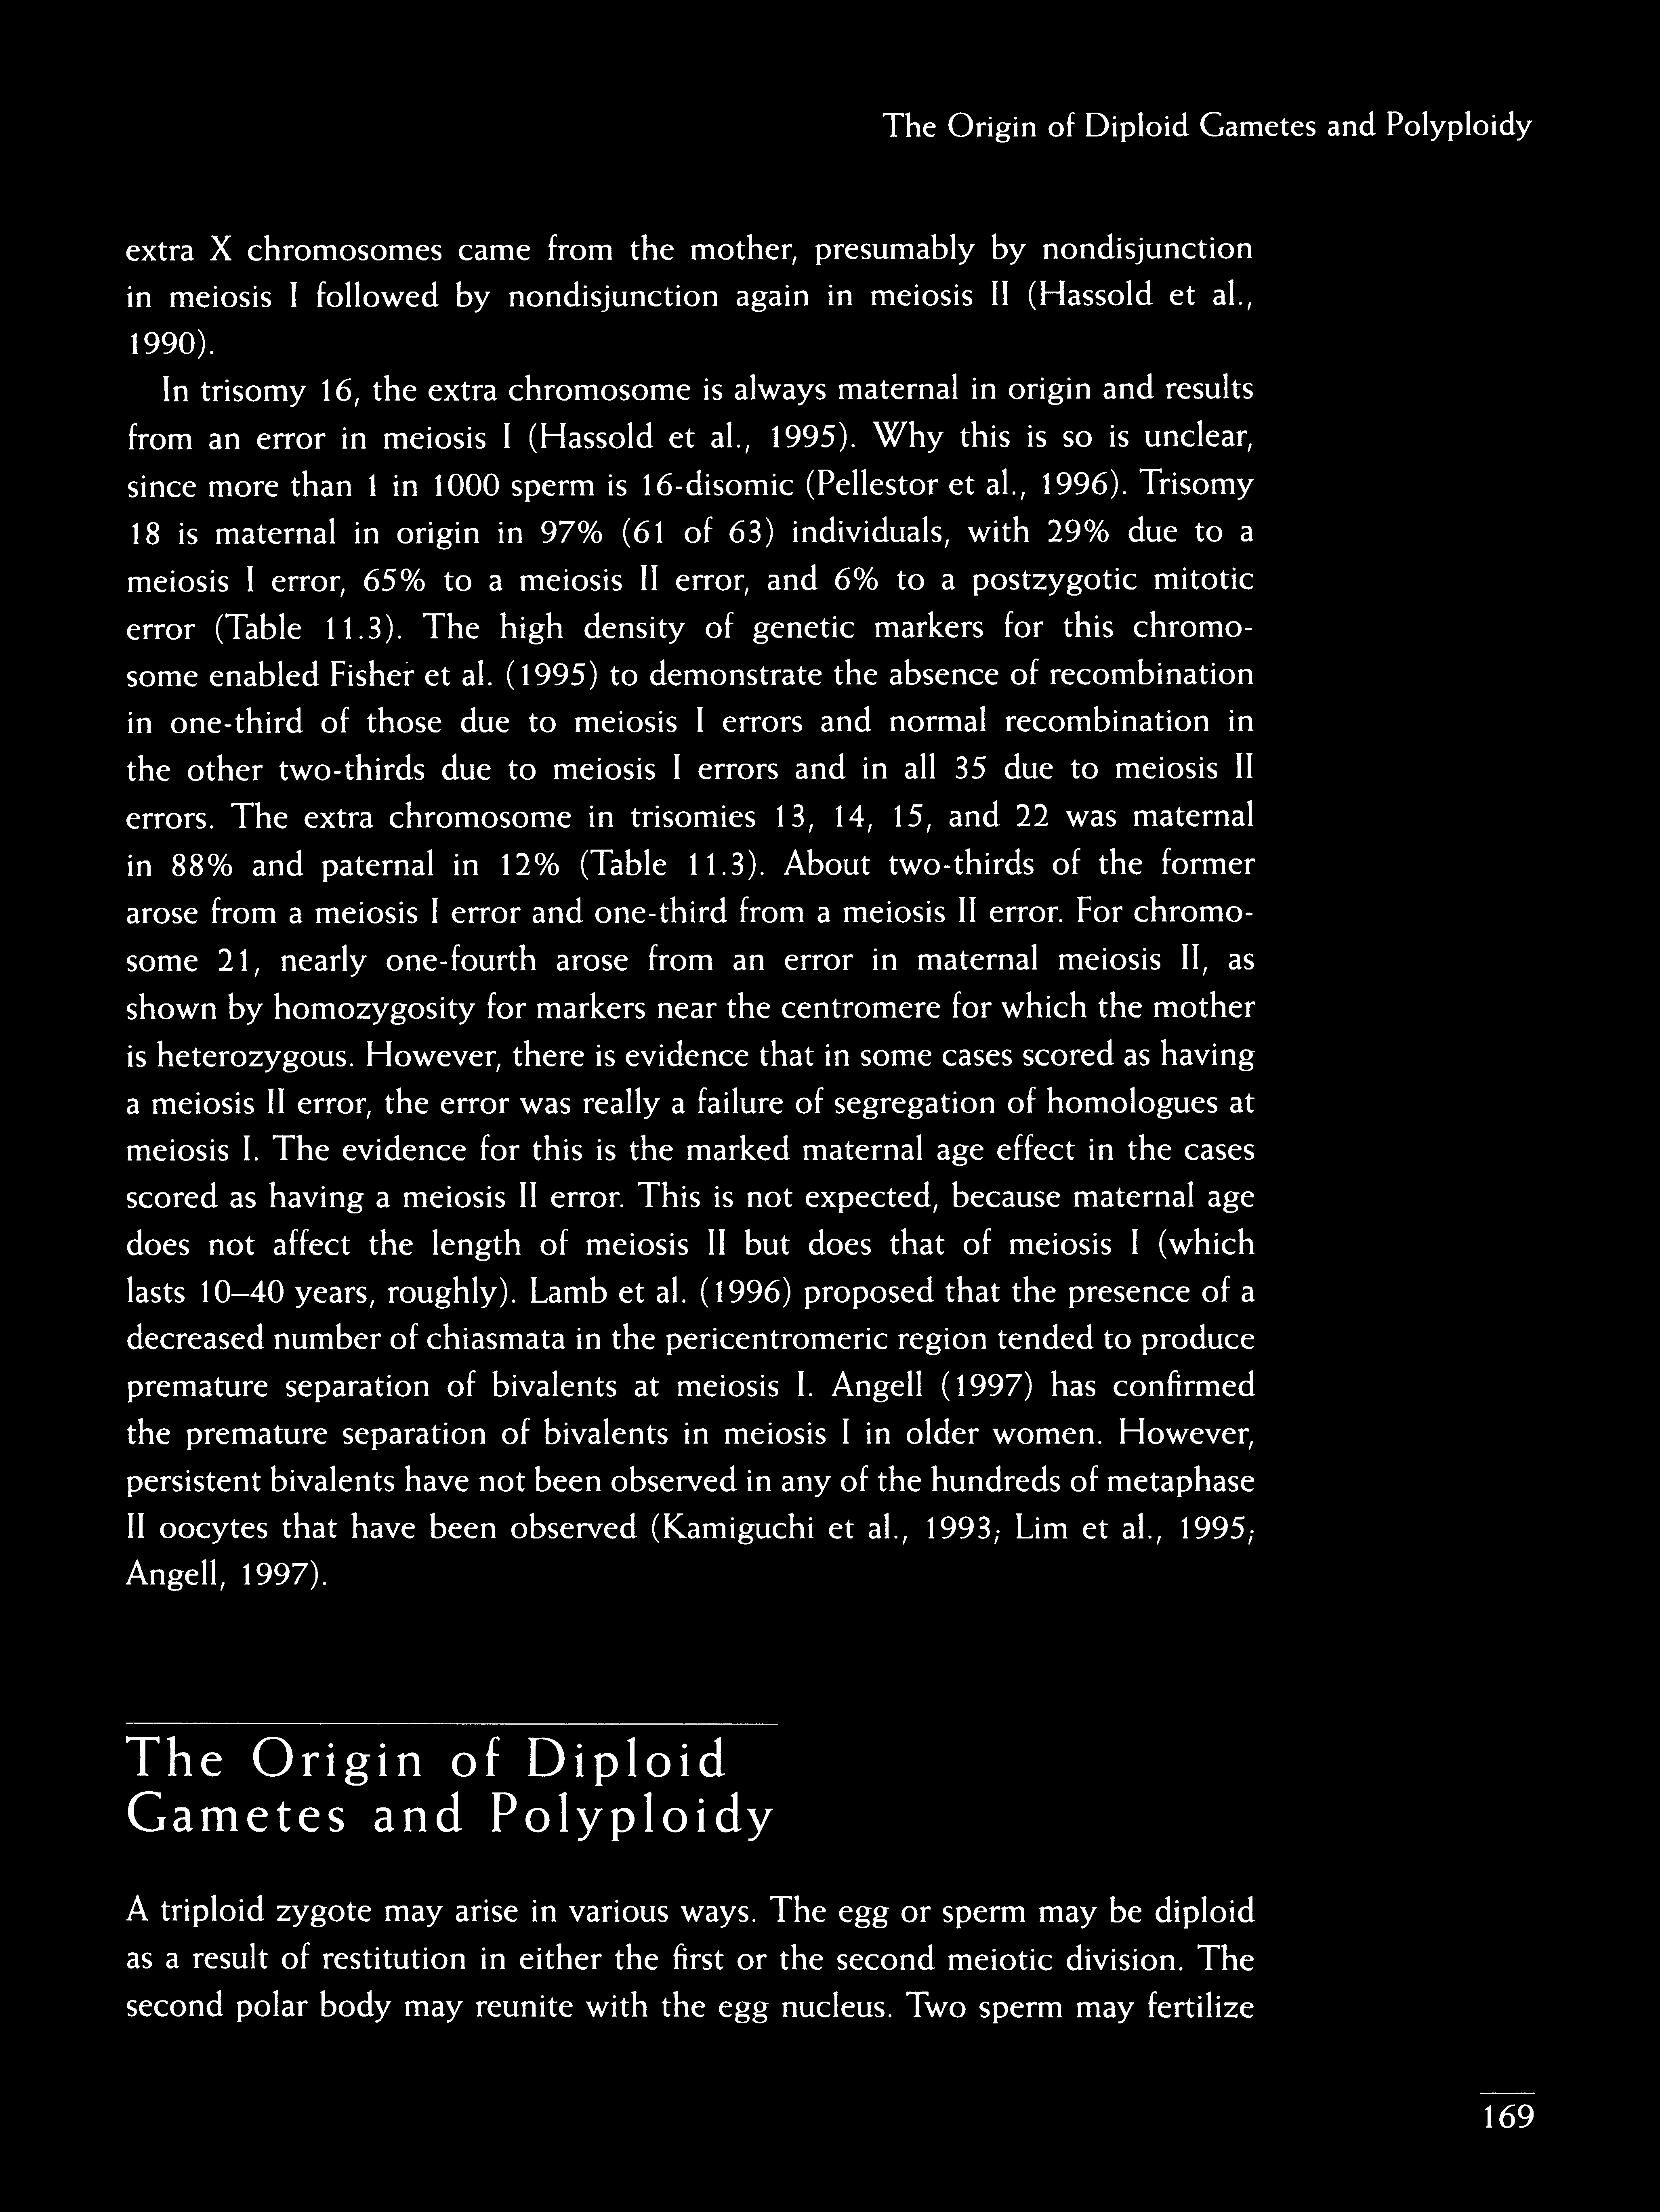 The Origin of Diploid Gametes and Polyploidy
extra X chromosomes came from the mother, presumably by nondisjunction
in meiosis I followed by nondisjunction again in meiosis II (Hassold et al.,
1990).
In trisomy 16, the extra chromosome is always maternal in origin and results
from an error in meiosis I (Hassold et al., 1995). Why this is so is unclear,
since more than 1 in 1000 sperm is 16-disomic (Pellestor et al., 1996). Trisomy
18 is maternal in origin in 97% (61 of 63) individuals, with 29% due to a
meiosis I error, 65% to a meiosis II error, and 6% to a postzygotic mitotic
error (Table 11.3). The high density of genetic markers for this chromo-
some enabled Fisher et al. (1995) to demonstrate the absence of recombination
in one-third of those due to meiosis I errors and normal recombination in
the other two-thirds due to meiosis I errors and in all 35 due to meiosis II
errors. The extra chromosome in trisomies 13, 14, 15, and 22 was maternal
in 88% and paternal in 12% (Table 11.3). About two-thirds of the former
arose from a meiosis I error and one-third from a meiosis II error. For chromo-
some 21, nearly one-fourth arose from an error in maternal meiosis II, as
shown by homozygosity for markers near the centromere for which the mother
is heterozygous. However, there is evidence that in some cases scored as having
a meiosis II error, the error was really a failure of segregation of homologues at
meiosis I. The evidence for this is the marked maternal age effect in the cases
scored as having a meiosis II error. This is not expected, because maternal age
does not affect the length of meiosis II but does that of meiosis I (which
lasts 10–40 years, roughly). Lamb et al. (1996) proposed that the presence of a
decreased number of chiasmata in the pericentromeric region tended to produce
premature separation of bivalents at meiosis I. Angell (1997) has confirmed
the premature separation of bivalents in meiosis I in older women. However,
persistent bivalents have not been observed in any of the hundreds of metaphase
II oocytes that have been observed (Kamiguchi et al., 1993; Lim et al., 1995;
Angell, 1997).
The Origin of Diploid
Gametes and Polyploidy
A triploid zygote may arise in various ways. The egg or sperm may be diploid
as a result of restitution in either the first or the second meiotic division. The
second polar body may reunite with the egg nucleus. Two sperm may fertilize
169